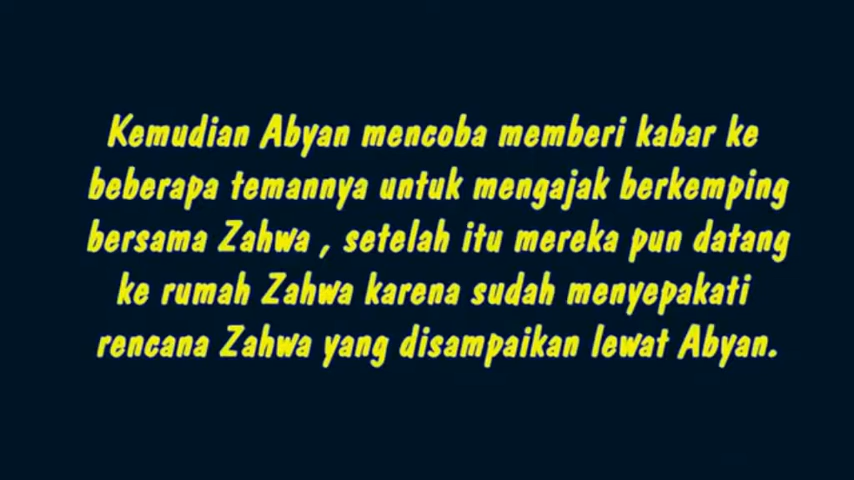 Kemudian Abyan mencoba memberi kabar ke
beberapa temannya untuk mengajak berkemping
bersama Zahwa , setelah itu mereka pun datang
ke rumah Zahwa karena sudah menyepakati
rencana Zahwa yang disampaikan lewat Abyan.